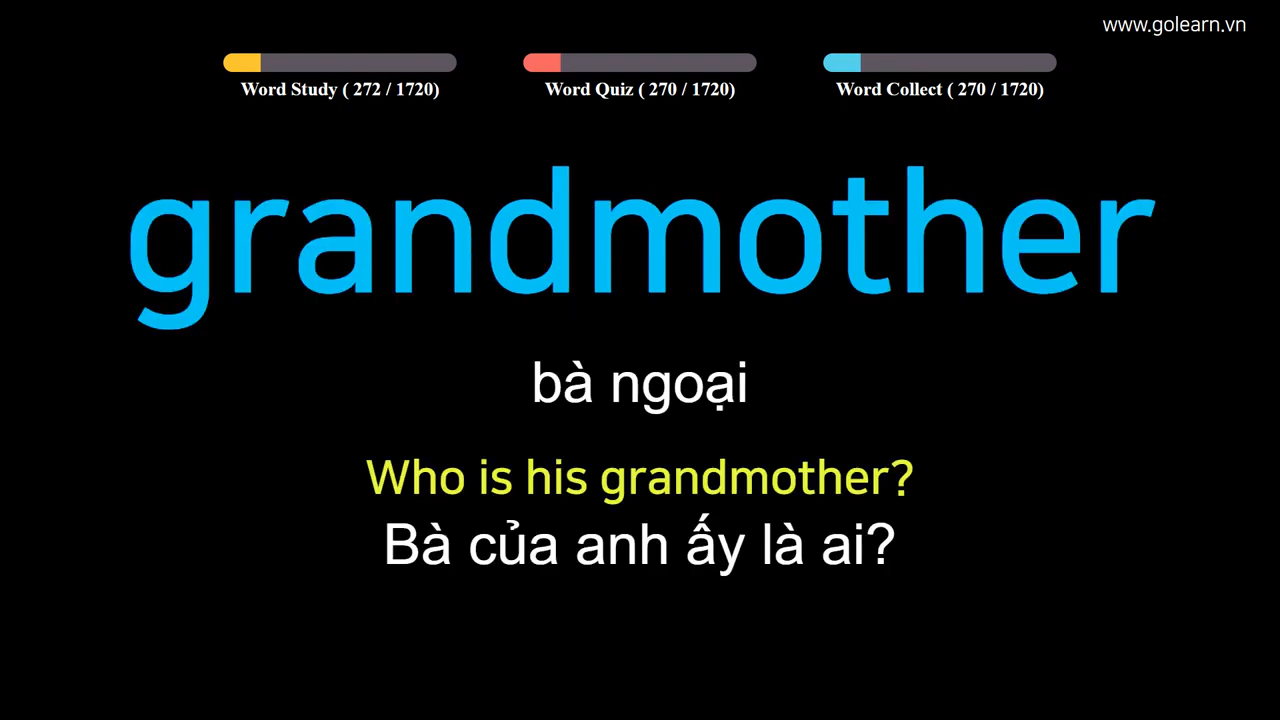 www.golearn.vn
Word Study ( 272 / 1720)
Word Quiz ( 270 / 1720)
Word Collect ( 270 / 1720)
grandmother
bà ngoại
Who is his grandmother?
Bà của anh ấy là ai?